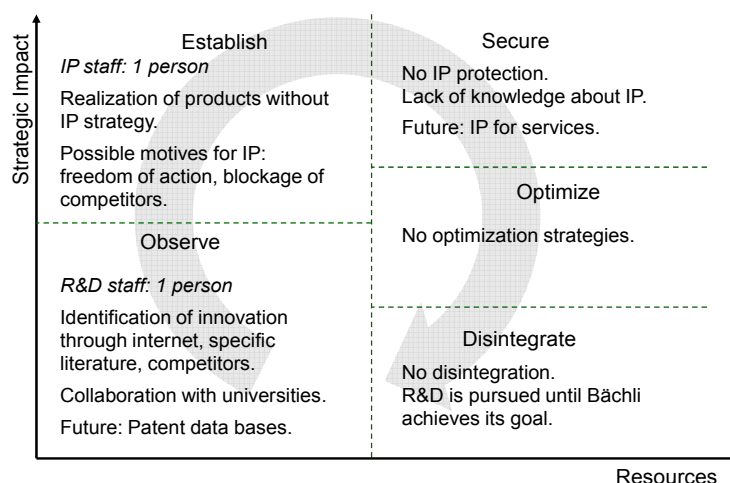 Strategic Impact
Establish
IP staff: 1 person
Realization of products without
IP strategy.
Possible motives for IP:
freedom of action, blockage of
competitors.
Secure
No IP protection.
Lack of knowledge about IP.
Future: IP for services.
Optimize
No optimization strategies.
Observe
R&D staff: 1 person
Identification of innovation
through internet, specific
literature, competitors.
Collaboration with universities.
Future: Patent data bases.
Disintegrate
No disintegration.
R&D is pursued until Bächli
achieves its goal.
Resources